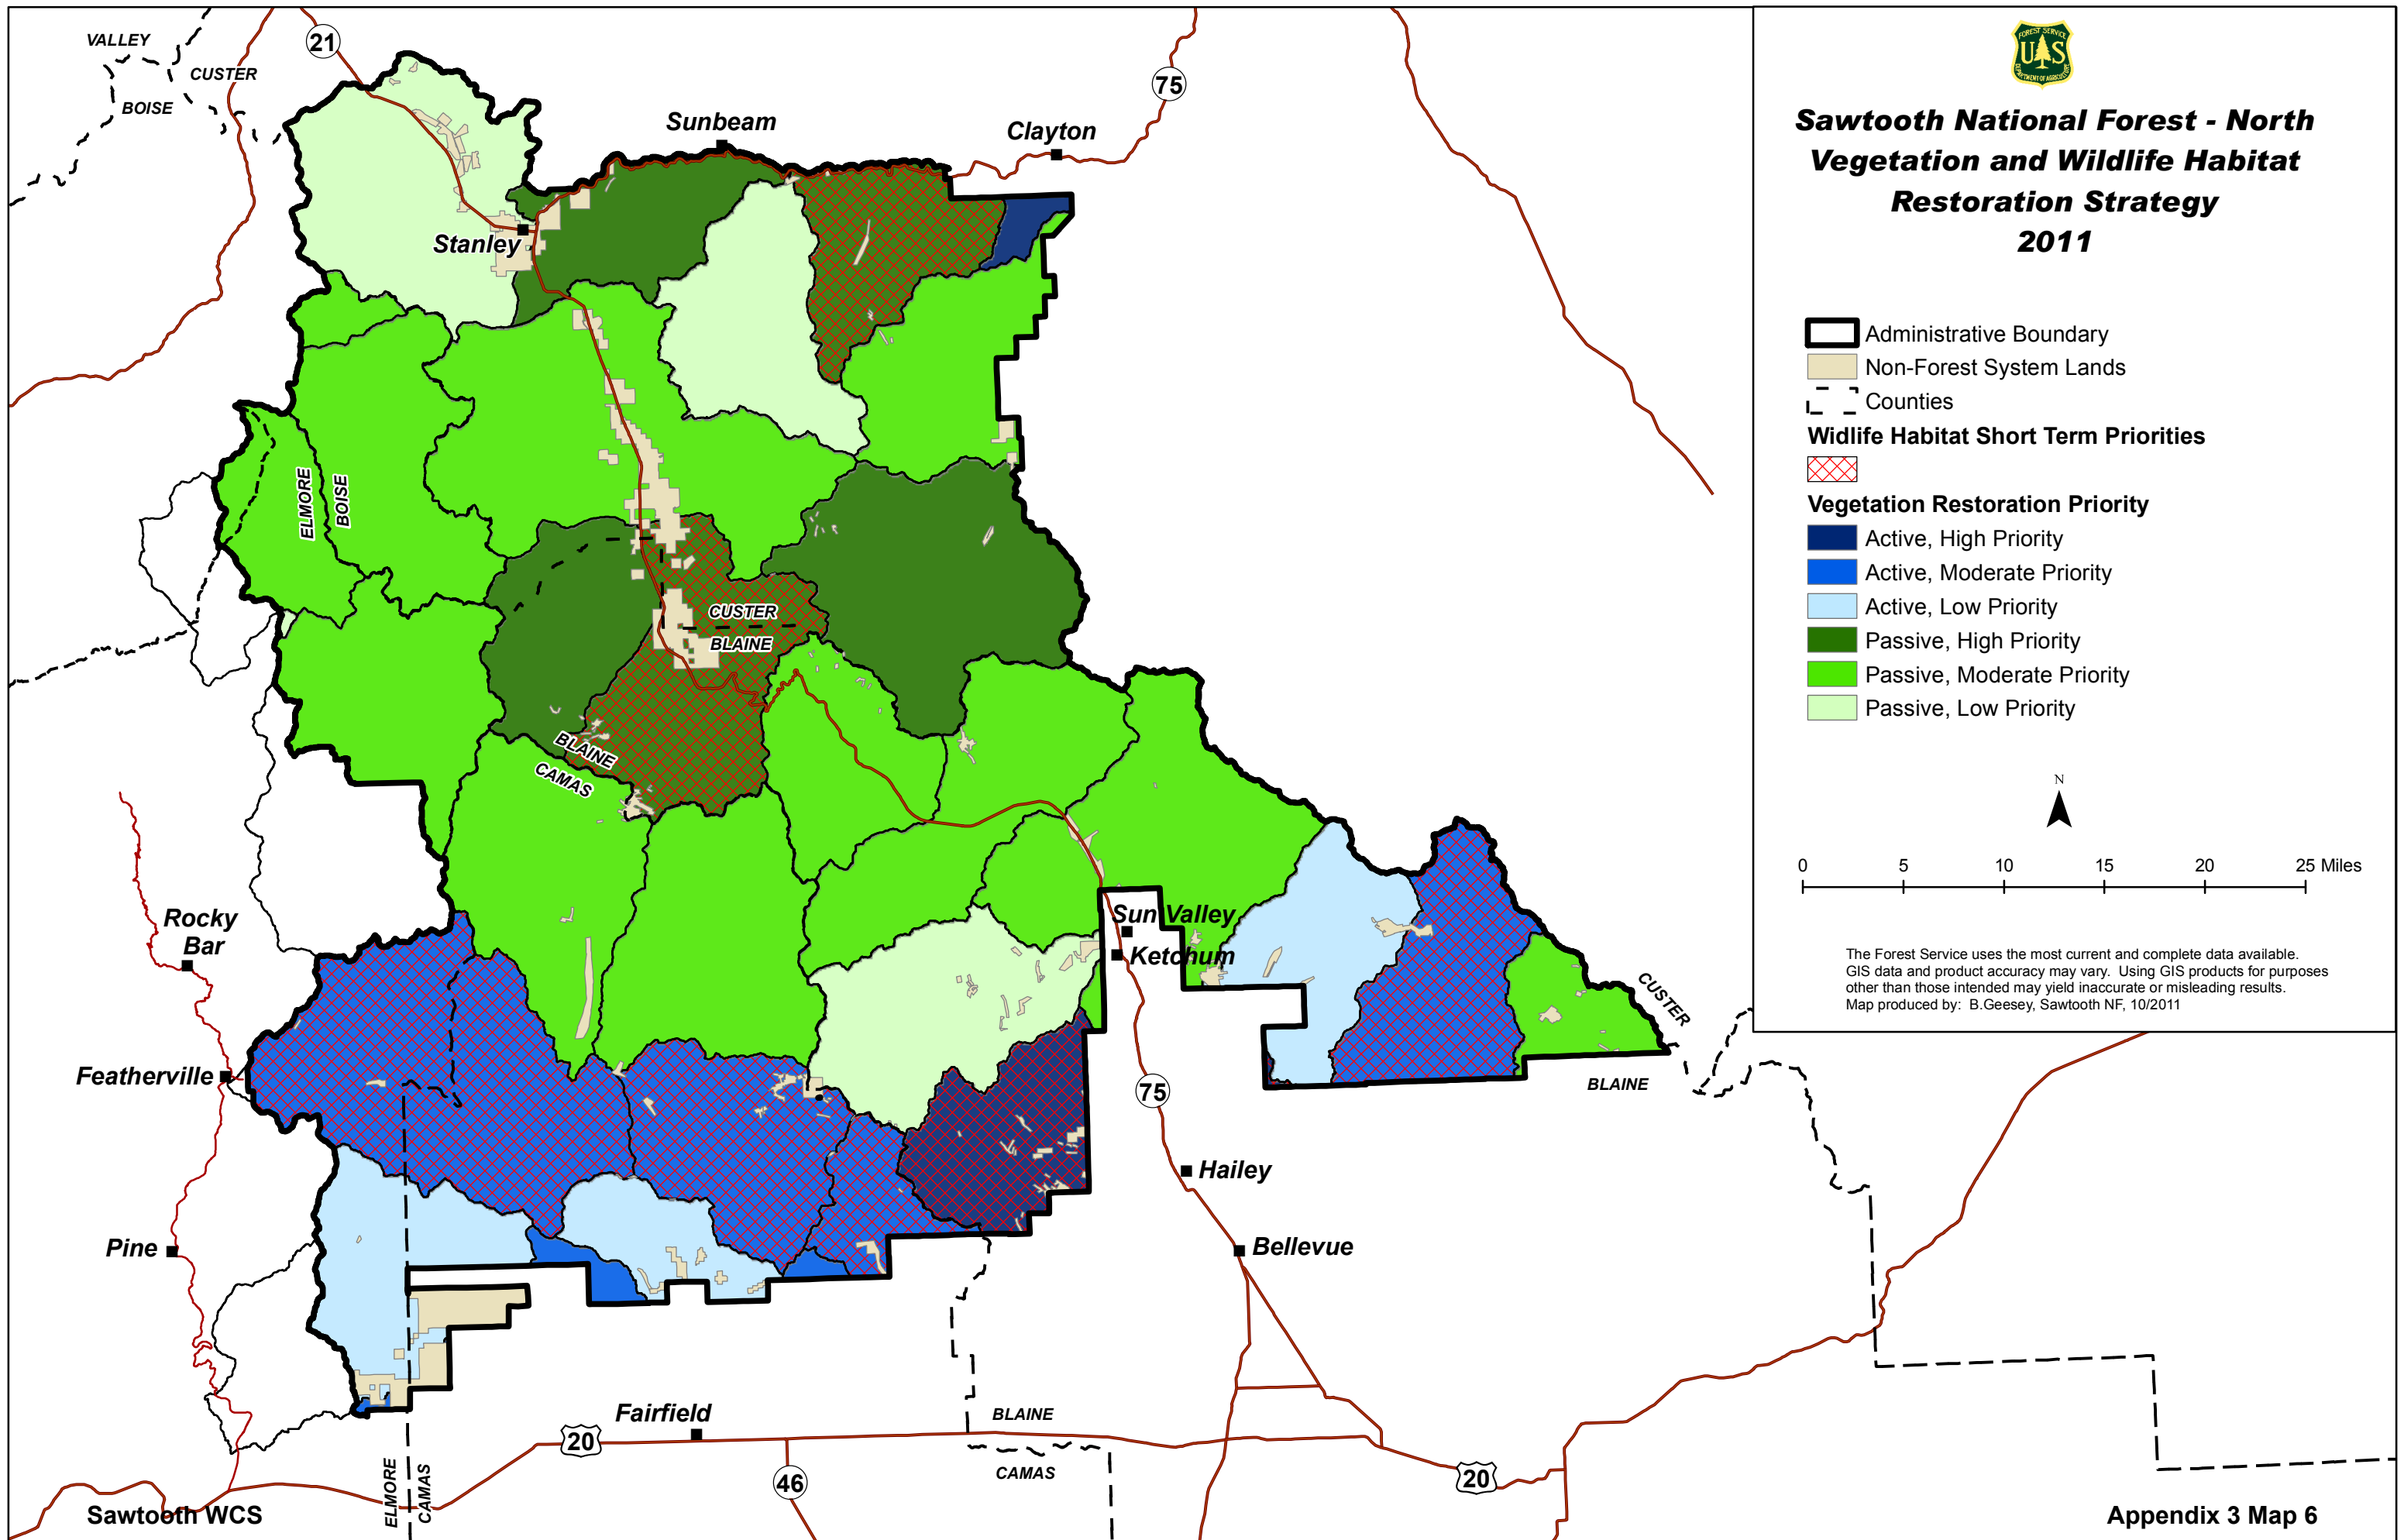 VALLEY
CUSTER
BOISE
21
75
Sunbeam
Clayton
Stanley
ELMORE
BOISE
CUSTER
BLAINE
BLAINE
CAMAS
Rocky
Bar
Sun Valley
Ketchum
Featherville
75
CUSTER
BLAINE
Hailey
Pine
Bellevue
Fairfield
20
46
BLAINE
CAMAS
20
ELMORE
CAMAS
Sawtooth WCS
Appendix 3 Map 6
FOREST SERVICE
US
DEPARTMENT OF AGRICULTURE
Sawtooth National Forest - North
Vegetation and Wildlife Habitat
Restoration Strategy
2011
Administrative Boundary
Non-Forest System Lands
Counties
Widlife Habitat Short Term Priorities
Vegetation Restoration Priority
Active, High Priority
Active, Moderate Priority
Active, Low Priority
Passive, High Priority
Passive, Moderate Priority
Passive, Low Priority
N
0 5 10 15 20 25 Miles
The Forest Service uses the most current and complete data available.
GIS data and product accuracy may vary. Using GIS products for purposes
other than those intended may yield inaccurate or misleading results.
Map produced by: B.Geesey, Sawtooth NF, 10/2011